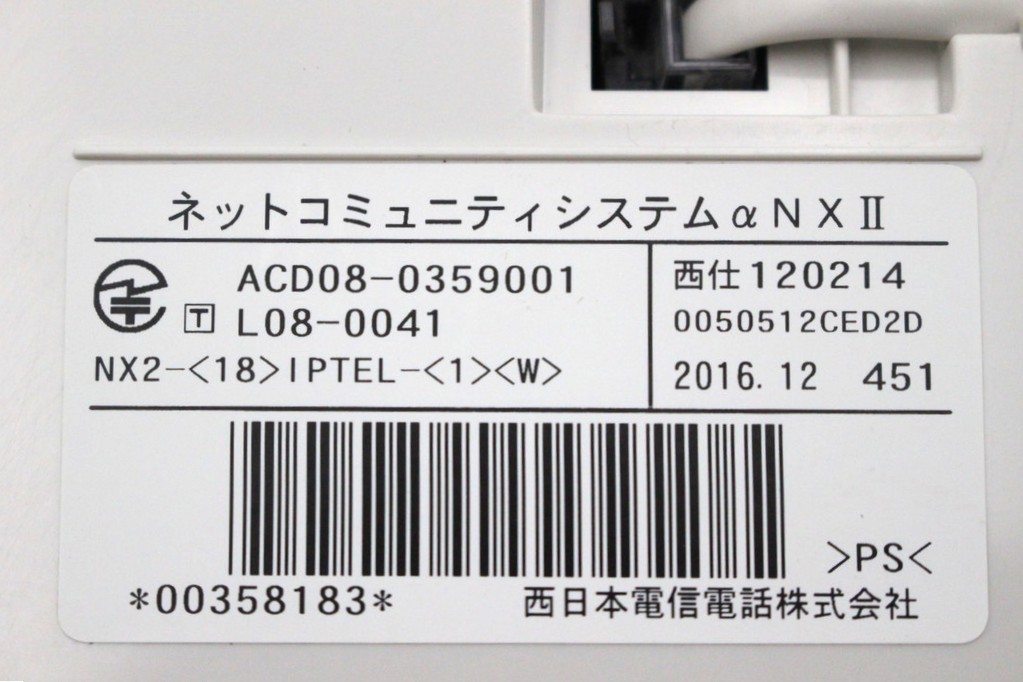 ネットコミュニティシステムαNXⅡ
ACD08-0359001
T L08-0041
NX2-<18>IPTEL-<1><W>
西仕120214
0050512CED2D
2016.12 451
>PS<
*00358183*
西日本電信電話株式会社